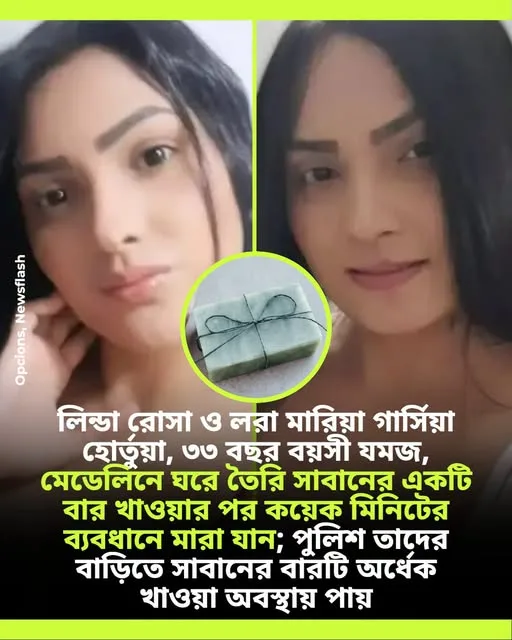 Opcions, Newsflash
লিন্ডা রোসা ও লরা মারিয়া গার্সিয়া
হোর্তুয়া, ৩৩ বছর বয়সী যমজ,
মেডেলিনে ঘরে তৈরি সাবানের একটি
বার খাওয়ার পর কয়েক মিনিটের
ব্যবধানে মারা যান; পুলিশ তাদের
বাড়িতে সাবানের বারটি অর্ধেক
খাওয়া অবস্থায় পায়